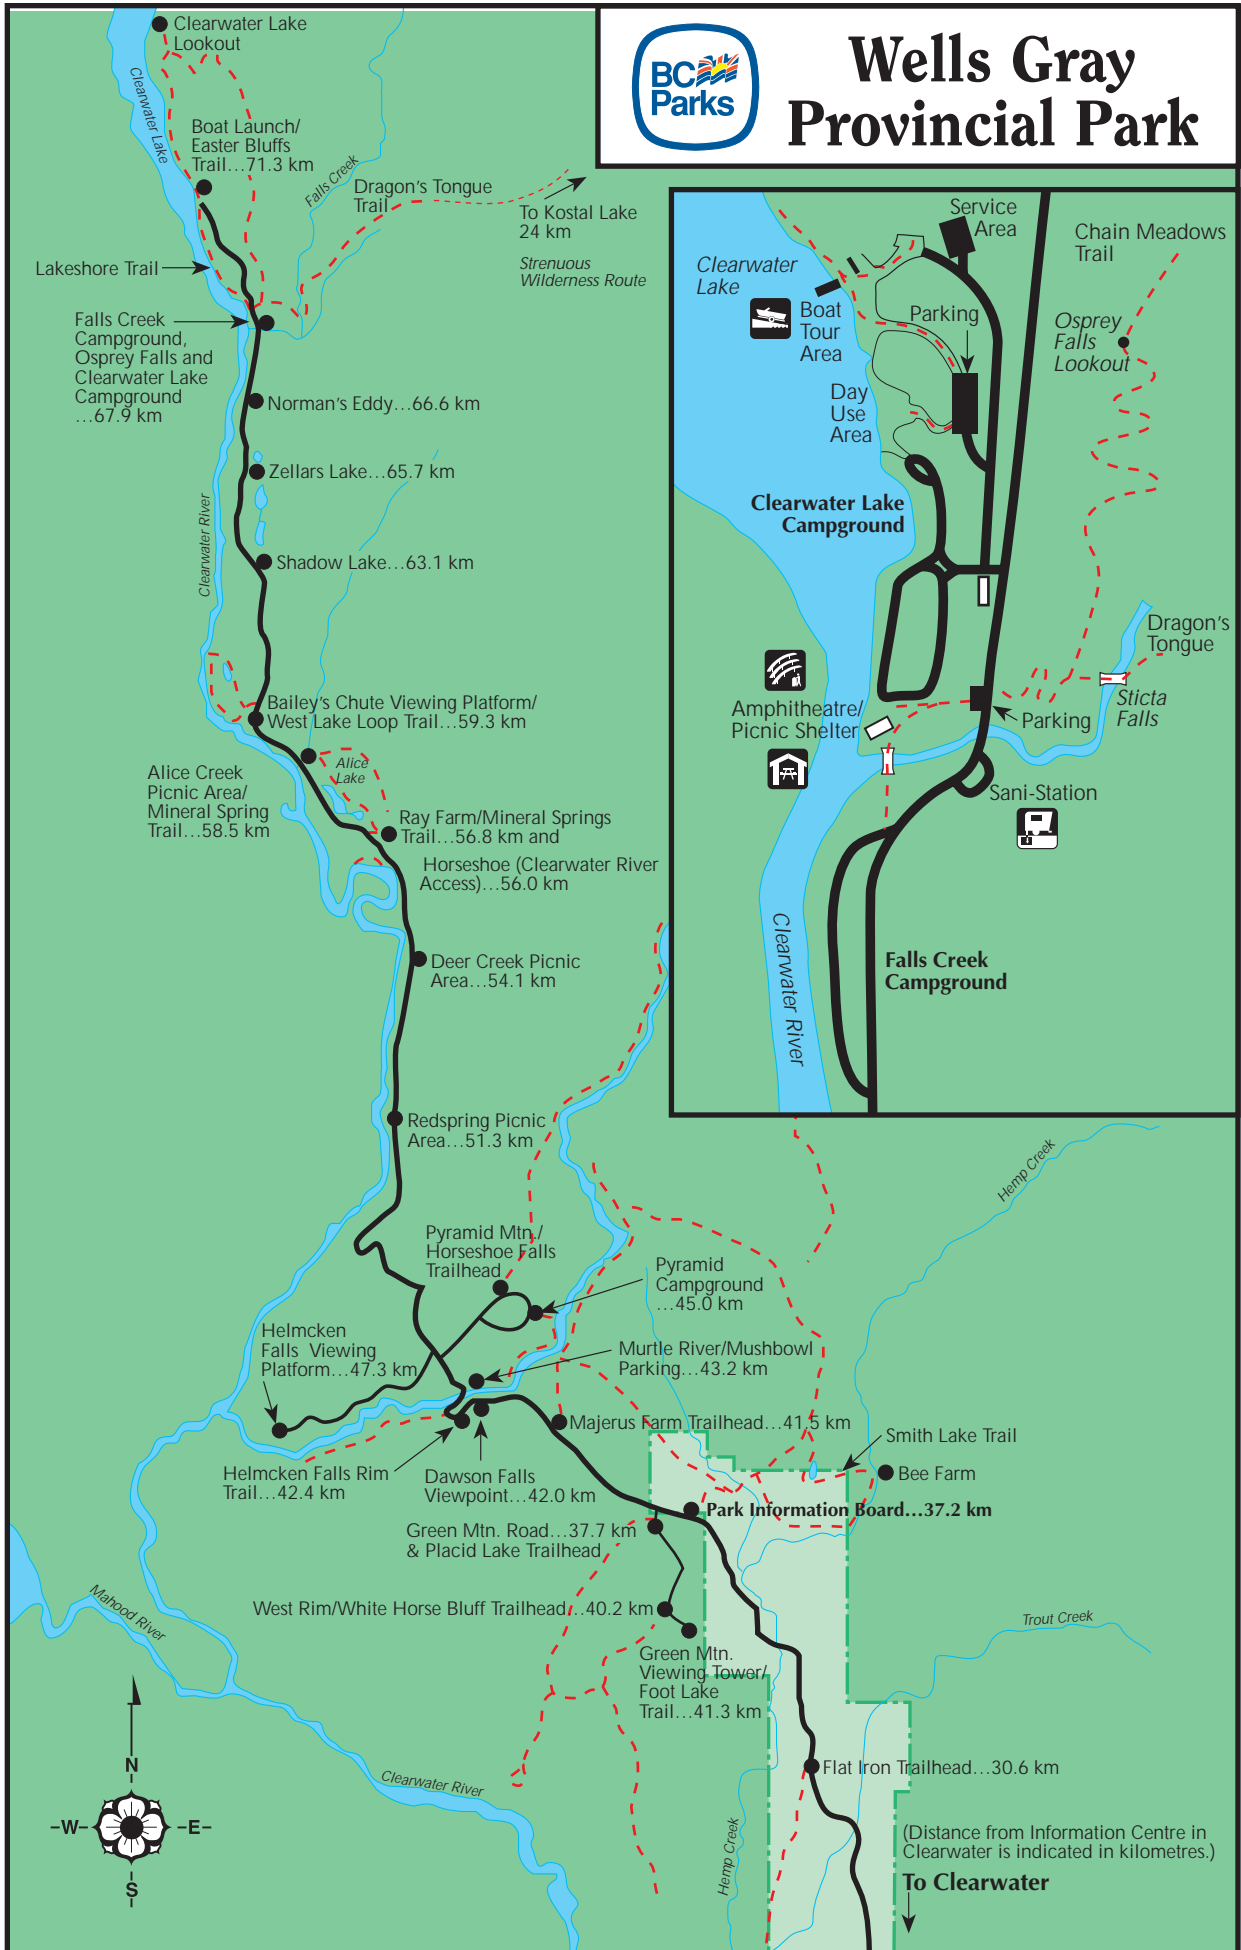 Clearwater Lake
Lookout
BC
Parks
Wells Gray
Provincial Park
Clearwater Lake
Boat Launch/
Easter Bluffs
Trail…71.3 km
Falls Creek
Dragon's Tongue
Trail
To Kostal Lake
24 km
Strenuous
Wilderness Route
Lakeshore Trail
Falls Creek
Campground,
Osprey Falls and
Clearwater Lake
Campground
…67.9 km
Norman's Eddy…66.6 km
Zellars Lake…65.7 km
Clearwater River
Shadow Lake…63.1 km
Bailey's Chute Viewing Platform/
West Lake Loop Trail…59.3 km
Alice
Lake
Alice Creek
Picnic Area/
Mineral Spring
Trail…58.5 km
Ray Farm/Mineral Springs
Trail…56.8 km and
Horseshoe (Clearwater River
Access)…56.0 km
Deer Creek Picnic
Area…54.1 km
Redspring Picnic
Area…51.3 km
Service
Area
Chain Meadows
Trail
Clearwater
Lake
Boat
Tour
Area
Parking
Osprey
Falls
Lookout
Day
Use
Area
Clearwater Lake
Campground
Dragon's
Tongue
Sticta
Falls
Amphitheatre/
Picnic Shelter
Parking
Sani-Station
Clearwater River
Falls Creek
Campground
Hemp Creek
Pyramid Mtn./
Horseshoe Falls
Trailhead
Pyramid
Campground
…45.0 km
Helmcken
Falls Viewing
Platform…47.3 km
Murtle River/Mushbowl
Parking…43.2 km
Majerus Farm Trailhead…41.5 km
Smith Lake Trail
Bee Farm
Helmcken Falls Rim
Trail…42.4 km
Dawson Falls
Viewpoint…42.0 km
Park Information Board…37.2 km
Green Mtn. Road…37.7 km
& Placid Lake Trailhead
Mahood River
West Rim/White Horse Bluff Trailhead…40.2 km
Trout Creek
Green Mtn.
Viewing Tower/
Foot Lake
Trail…41.3 km
Flat Iron Trailhead…30.6 km
Clearwater River
N
W
E
S
Hemp Creek
(Distance from Information Centre in
Clearwater is indicated in kilometres.)
To Clearwater